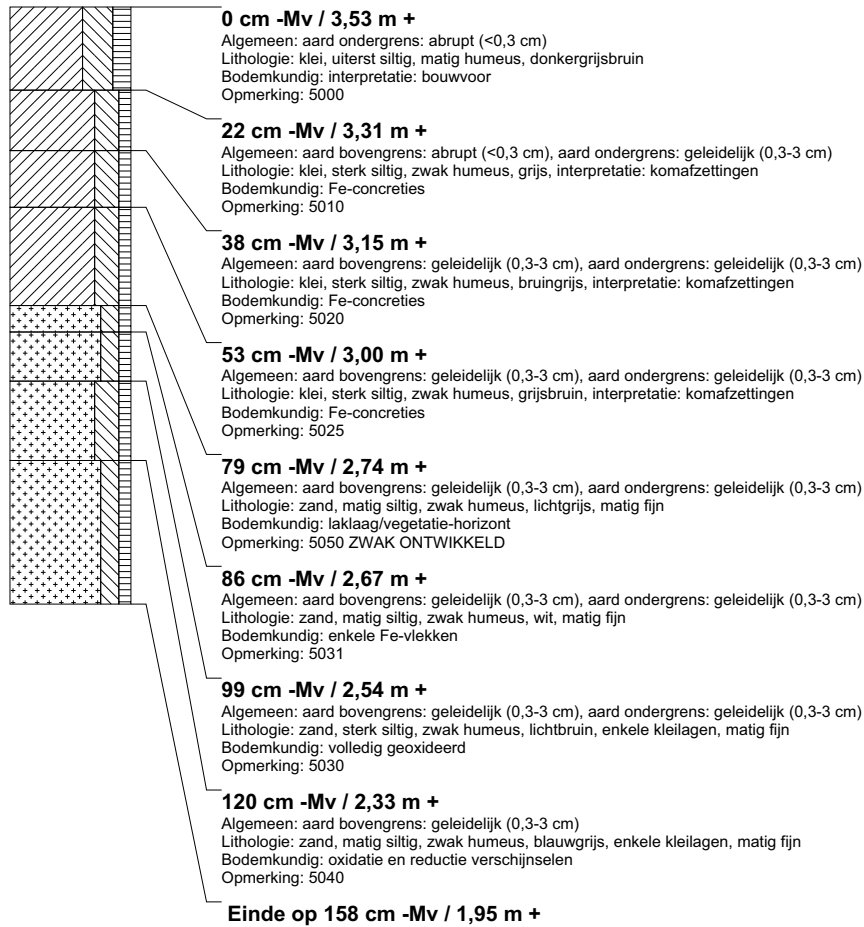 0 cm -Mv / 3,53 m +
Algemeen: aard ondergrens: abrupt (<0,3 cm)
Lithologie: klei, uiterst siltig, matig humeus, donkergrijsbruin
Bodemkundig: interpretatie: bouwvoor
Opmerking: 5000
22 cm -Mv / 3,31 m +
Algemeen: aard bovengrens: abrupt (<0,3 cm), aard ondergrens: geleidelijk (0,3-3 cm)
Lithologie: klei, sterk siltig, zwak humeus, grijs, interpretatie: komafzettingen
Bodemkundig: Fe-concreties
Opmerking: 5010
38 cm -Mv / 3,15 m +
Algemeen: aard bovengrens: geleidelijk (0,3-3 cm), aard ondergrens: geleidelijk (0,3-3 cm)
Lithologie: klei, sterk siltig, zwak humeus, bruingrijs, interpretatie: komafzettingen
Bodemkundig: Fe-concreties
Opmerking: 5020
53 cm -Mv / 3,00 m +
Algemeen: aard bovengrens: geleidelijk (0,3-3 cm), aard ondergrens: geleidelijk (0,3-3 cm)
Lithologie: klei, sterk siltig, zwak humeus, grijsbruin, interpretatie: komafzettingen
Bodemkundig: Fe-concreties
Opmerking: 5025
79 cm -Mv / 2,74 m +
Algemeen: aard bovengrens: geleidelijk (0,3-3 cm), aard ondergrens: geleidelijk (0,3-3 cm)
Lithologie: zand, matig siltig, zwak humeus, lichtgrijs, matig fijn
Bodemkundig: laklaag/vegetatie-horizont
Opmerking: 5050 ZWAK ONTWIKKELD
86 cm -Mv / 2,67 m +
Algemeen: aard bovengrens: geleidelijk (0,3-3 cm), aard ondergrens: geleidelijk (0,3-3 cm)
Lithologie: zand, matig siltig, zwak humeus, wit, matig fijn
Bodemkundig: enkele Fe-vlekken
Opmerking: 5031
99 cm -Mv / 2,54 m +
Algemeen: aard bovengrens: geleidelijk (0,3-3 cm), aard ondergrens: geleidelijk (0,3-3 cm)
Lithologie: zand, sterk siltig, zwak humeus, lichtbruin, enkele kleilagen, matig fijn
Bodemkundig: volledig geoxideerd
Opmerking: 5030
120 cm -Mv / 2,33 m +
Algemeen: aard bovengrens: geleidelijk (0,3-3 cm)
Lithologie: zand, matig siltig, zwak humeus, blauwgrijs, enkele kleilagen, matig fijn
Bodemkundig: oxidatie en reductie verschijnselen
Opmerking: 5040
Einde op 158 cm -Mv / 1,95 m +